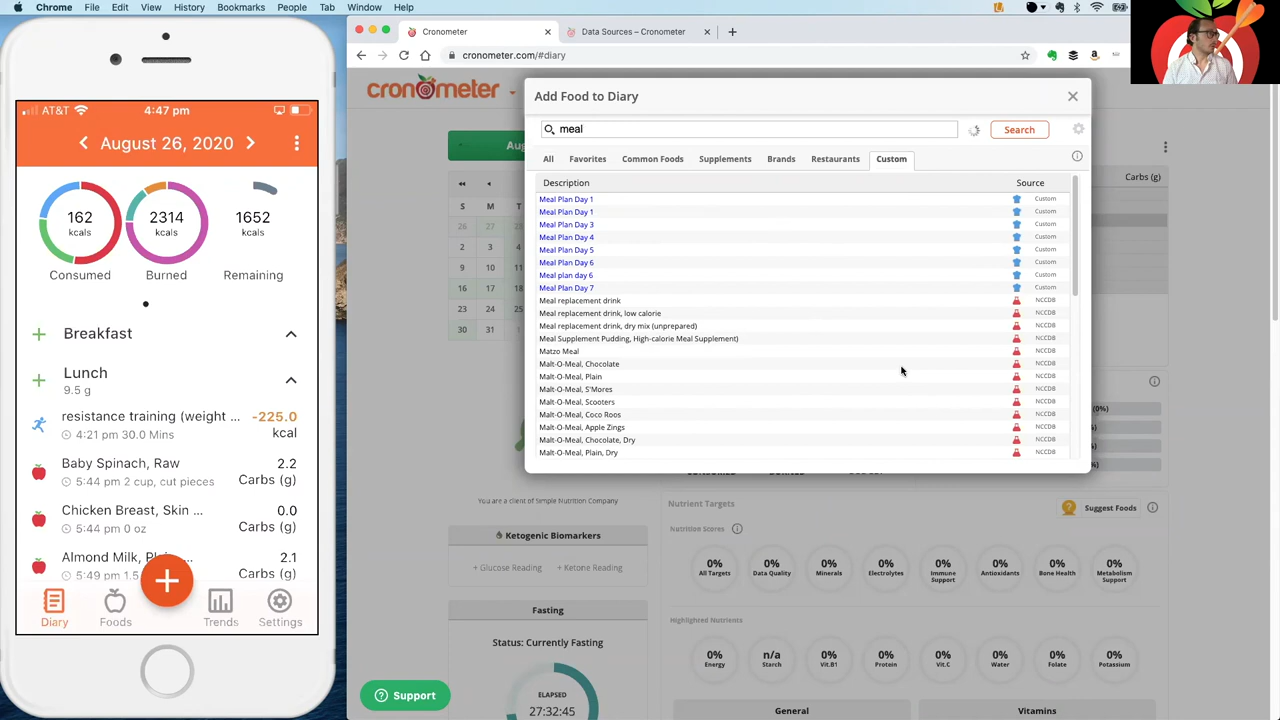 Chrome File Edit View History Bookmarks People Tab Window Help
AT&T 4:47 pm
August 26, 2020
162
kcals
Consumed
2314
kcals
Burned
1652
kcals
Remaining
Breakfast
Lunch
9.5 g
resistance training (weight ... -225.0
4:21 pm 30.0 Mins kcal
Baby Spinach, Raw 2.2
5:44 pm 2 cup, cut pieces Carbs (g)
Chicken Breast, Skin ... 0.0
5:44 pm 0 oz Carbs (g)
Almond Milk, 2.1
5:49 pm 1.5 Carbs (g)
Diary Foods Trends Settings
Cronometer
Data Sources – Cronometer
cronometer.com/#diary
cronometer
Add Food to Diary
meal
Search
All Favorites Common Foods Supplements Brands Restaurants Custom
Description Source
Meal Plan Day 1 Custom
Meal Plan Day 1 Custom
Meal Plan Day 3 Custom
Meal Plan Day 4 Custom
Meal Plan Day 5 Custom
Meal Plan Day 6 Custom
Meal plan day 6 Custom
Meal Plan Day 7 Custom
Meal replacement drink NCCDB
Meal replacement drink, low calorie NCCDB
Meal replacement drink, dry mix (unprepared) NCCDB
Meal Supplement Pudding, High-calorie Meal Supplement) NCCDB
Matzo Meal NCCDB
Malt-O-Meal, Chocolate NCCDB
Malt-O-Meal, Plain NCCDB
Malt-O-Meal, S'Mores NCCDB
Malt-O-Meal, Scooters NCCDB
Malt-O-Meal, Coco Roos NCCDB
Malt-O-Meal, Apple Zings NCCDB
Malt-O-Meal, Chocolate, Dry NCCDB
Malt-O-Meal, Plain, Dry NCCDB
Carbs (g)
S M T
26 27
2 3
9 10 11
16 17 18
23 24 25
30 31
You are a client of Simple Nutrition Company
Ketogenic Biomarkers
+ Glucose Reading + Ketone Reading
Fasting
Status: Currently Fasting
ELAPSED
27:32:45
Support
Nutrient Targets
Suggest Foods
Nutrition Scores
0% All Targets
0% Data Quality
0% Minerals
0% Electrolytes
0% Immune Support
0% Antioxidants
0% Bone Health
0% Metabolism Support
Highlighted Nutrients
0% Energy
n/a Starch
0% Vit.B1
0% Protein
0% Vit.C
0% Water
0% Folate
0% Potassium
General Vitamins